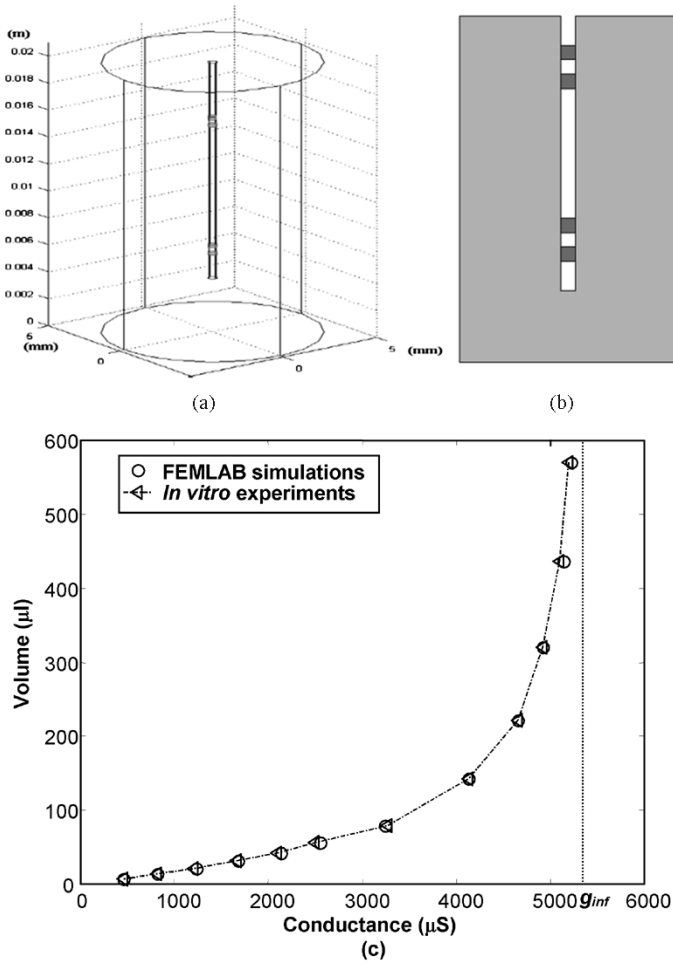 (m)
0.02
0.018
0.016
0.014
0.012
0.01
0.008
0.006
0.004
0.002
0
5
(mm)
0
0
5
(mm)
(a)
(b)
600
500
400
300
200
100
0
FEMLAB simulations
In vitro experiments
Volume (µl)
0 1000 2000 3000 4000 5000 ginf 6000
Conductance (µS)
(c)